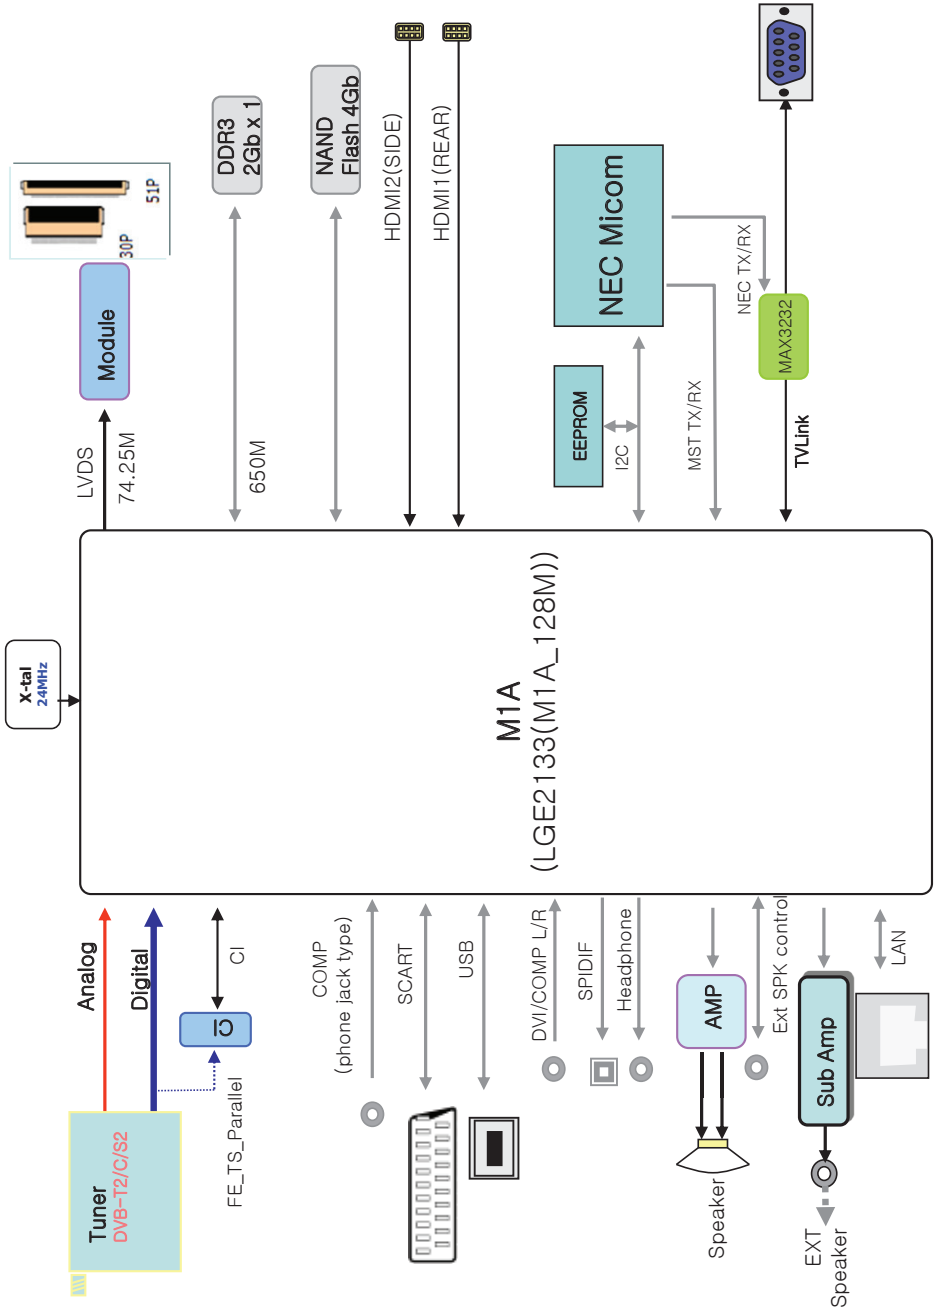 Tuner
DVB-T2/C/S2
Analog
Digital
FE_TS_Parallel
CI
CI
COMP
(phone jack type)
SCART
USB
DVI/COMP L/R
SPIDIF
Headphone
AMP
Speaker
Ext SPK control
Sub Amp
EXT
Speaker
LAN
X-tal
24MHz
M1A
(LGE2133(M1A_128M))
LVDS
74.25M
Module
30P
51P
650M
DDR3
2Gb x 1
NAND
Flash 4Gb
HDMI2(SIDE)
HDMI1(REAR)
EEPROM
I2C
NEC Micom
MST TX/RX
NEC TX/RX
MAX3232
TVLink